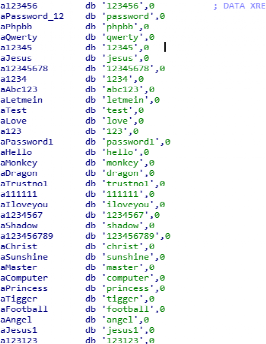 a123456 db '123456',0 ; DATA XRE
aPassword_12 db 'password',0
aPhpbb db 'phpbb',0
aQwerty db 'qwerty',0
a12345 db '12345',0
aJesus db 'jesus',0
a12345678 db '12345678',0
a1234 db '1234',0
aAbc123 db 'abc123',0
aLetmein db 'letmein',0
aTest db 'test',0
aLove db 'love',0
a123 db '123',0
aPassword1 db 'password1',0
aHello db 'hello',0
aMonkey db 'monkey',0
aDragon db 'dragon',0
aTrustno1 db 'trustno1',0
a111111 db '111111',0
aIloveyou db 'iloveyou',0
a1234567 db '1234567',0
aShadow db 'shadow',0
a123456789 db '123456789',0
aChrist db 'christ',0
aSunshine db 'sunshine',0
aMaster db 'master',0
aComputer db 'computer',0
aPrincess db 'princess',0
aTigger db 'tigger',0
aFootball db 'football',0
aAngel db 'angel',0
aJesus1 db 'jesus1',0
a123123 db '123123',0